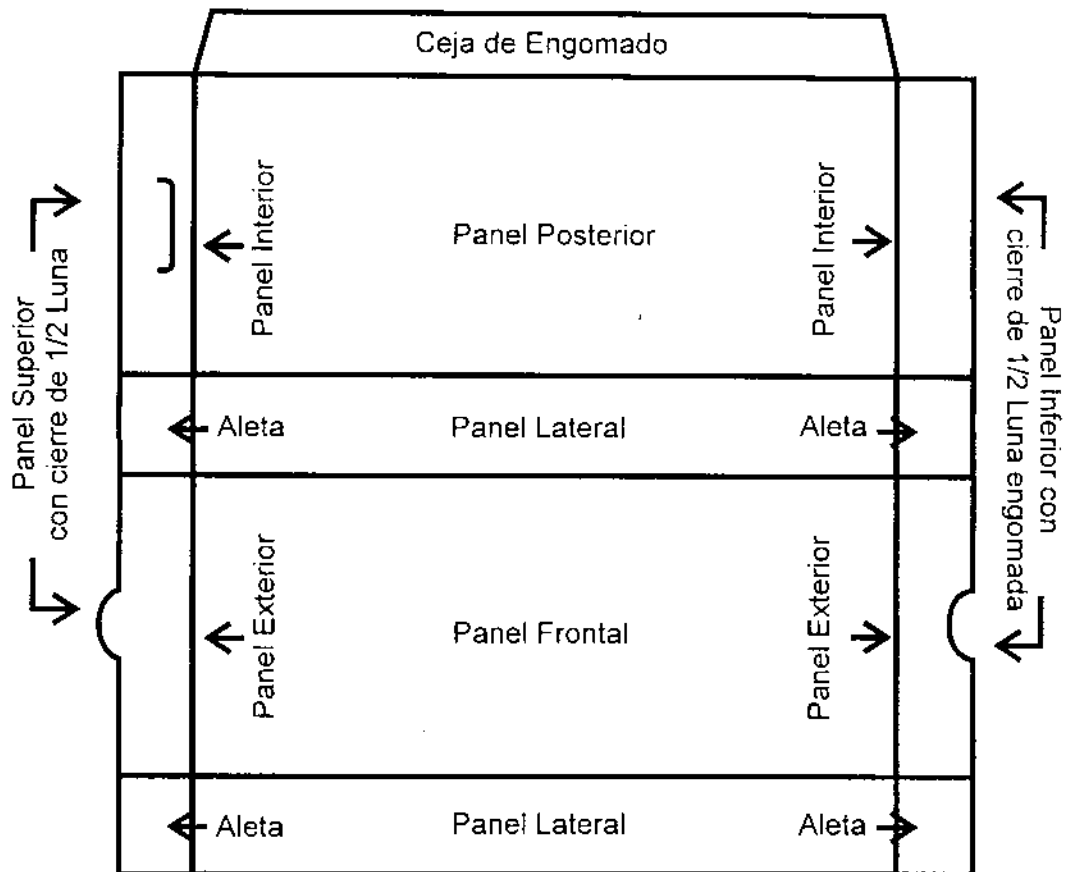 Ceja de Engomado
Panel Superior
con cierre de 1/2 Luna
Panel Interior
Panel Posterior
Panel Interior
Panel Inferior con
cierre de 1/2 Luna engomada
Aleta
Panel Lateral
Aleta
Panel Exterior
Panel Frontal
Panel Exterior
Aleta
Panel Lateral
Aleta